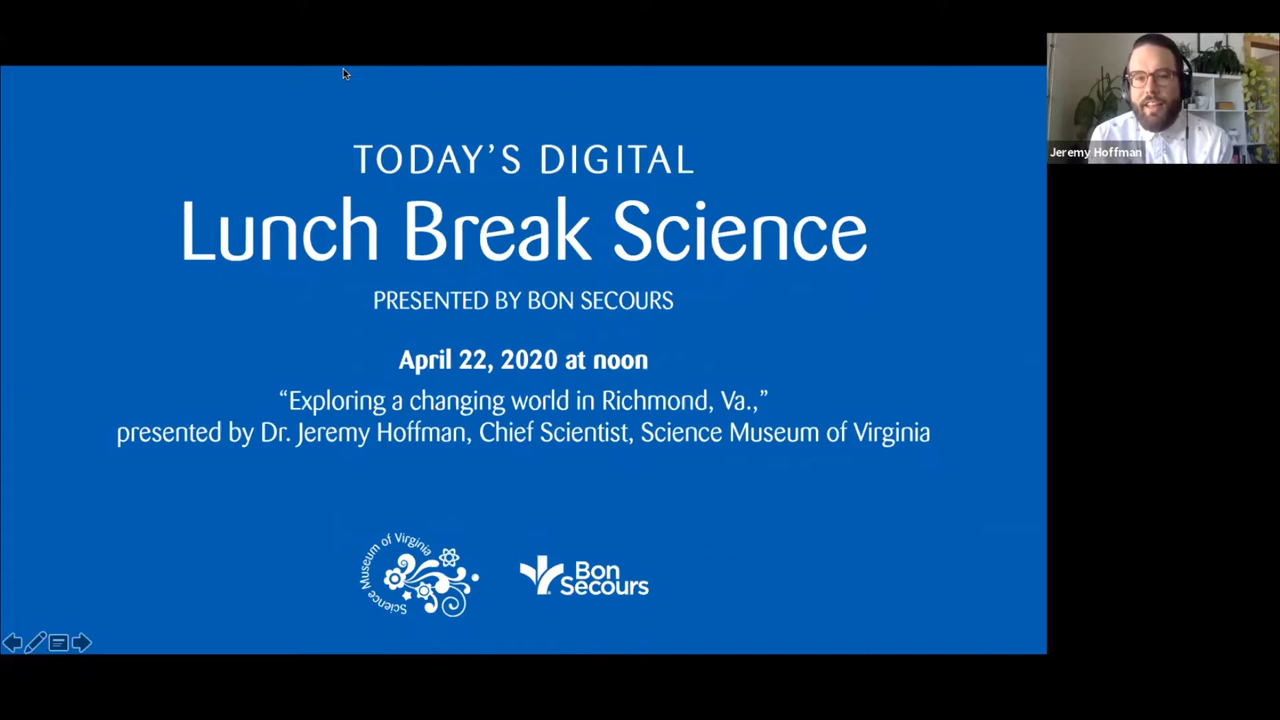 TODAY'S DIGITAL
Lunch Break Science
PRESENTED BY BON SECOURS
April 22, 2020 at noon
“Exploring a changing world in Richmond, Va.,”
presented by Dr. Jeremy Hoffman, Chief Scientist, Science Museum of Virginia
Science Museum of Virginia
Bon
Secours
Jeremy Hoffman